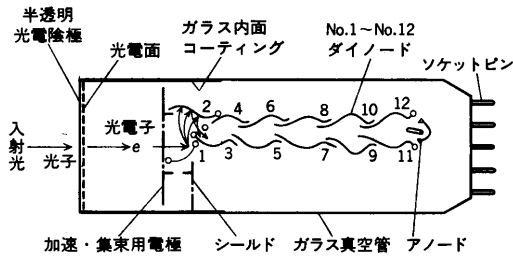 半透明
光電陰極
光電面
ガラス内面
コーティング
No.1~No.12
ダイノード
ソケットピン
入射光
光子
光電子
e
2
4
6
8
10
12
1
3
5
7
9
11
加速・集束用電極
シールド
ガラス真空管
アノード